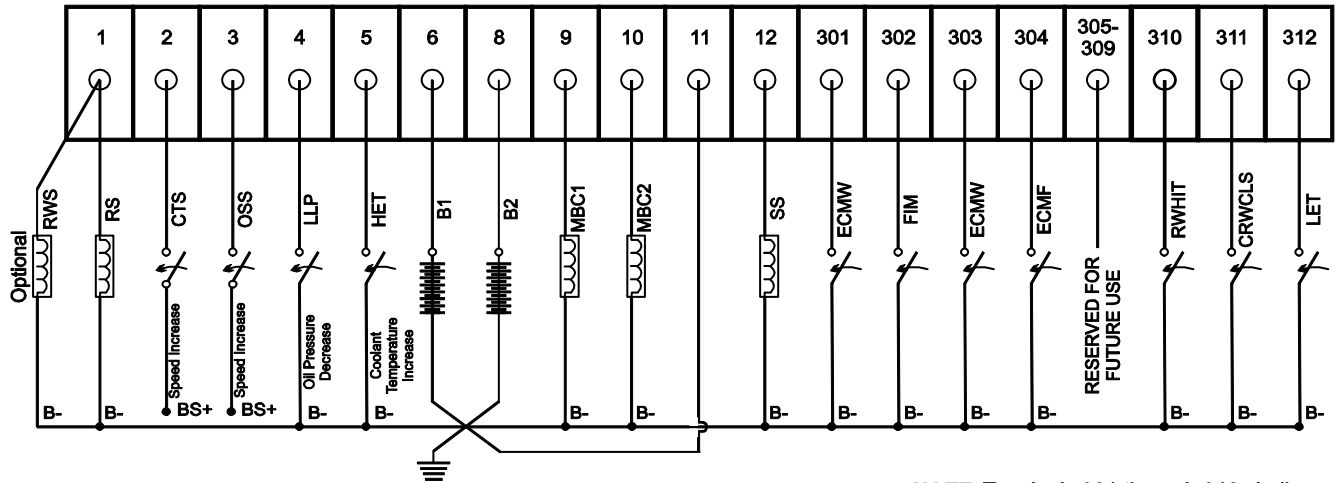 1 2 3 4 5 6 8 9 10 11 12 301 302 303 304 305-309 310 311 312
Optional
RWS
RS
CTS
OSS
LLP
HET
B1
B2
MBC1
MBC2
SS
ECMW
FIM
ECMW
ECMF
RWHIT
CRWCLS
LET
Speed Increase
Speed Increase
Oil Pressure
Decrease
Coolant
Temperature
Increase
RESERVED FOR
FUTURE USE
B- B- BS+ BS+ B- B- B- B- B- B- B- B- B- B- B- B-